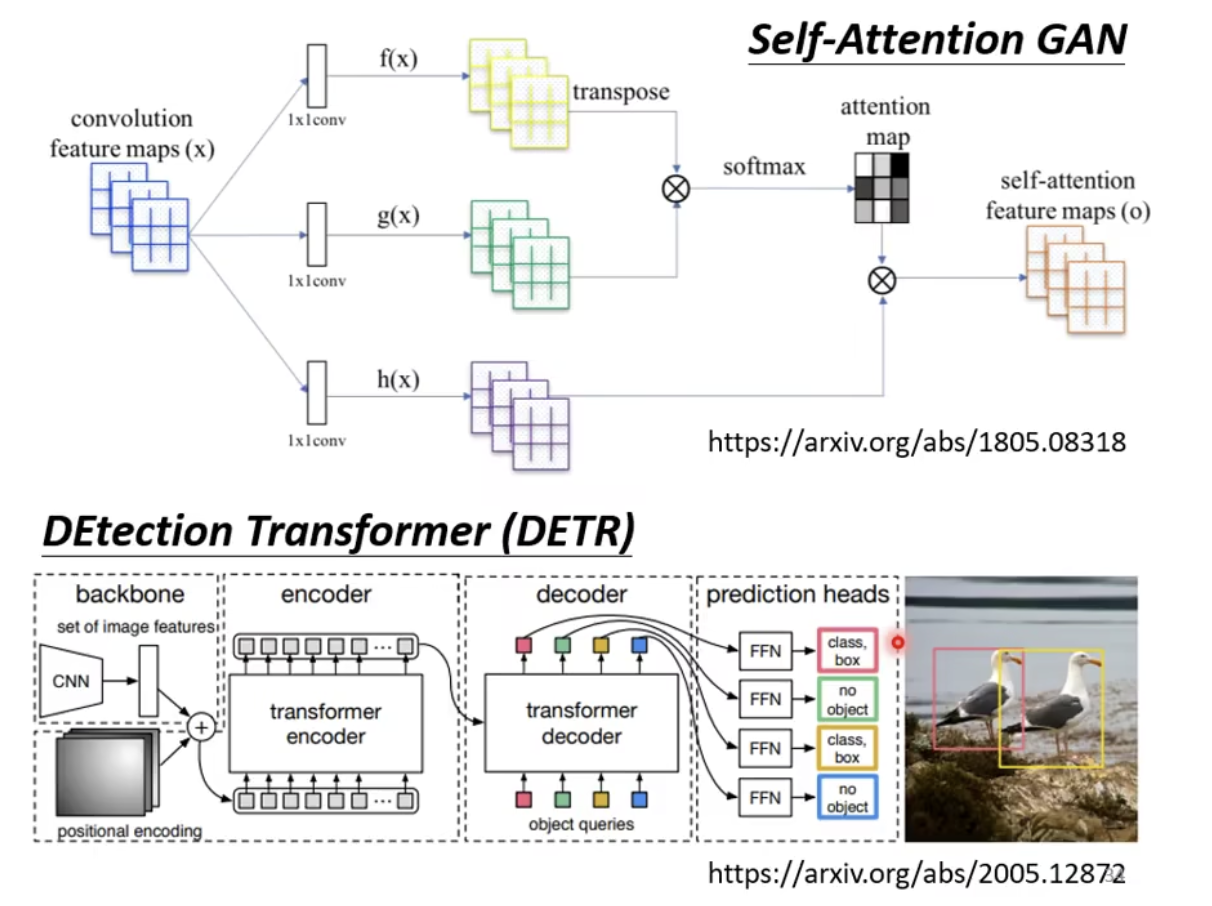 Self-Attention GAN
convolution
feature maps (x)
1x1conv
f(x)
transpose
1x1conv
g(x)
softmax
attention
map
self-attention
feature maps (o)
1x1conv
h(x)
https://arxiv.org/abs/1805.08318
DEtection Transformer (DETR)
backbone
set of image features
CNN
+
positional encoding
encoder
...
transformer
encoder
...
decoder
transformer
decoder
object queries
prediction heads
FFN
class,
box
FFN
no
object
FFN
class,
box
FFN
no
object
https://arxiv.org/abs/2005.12872